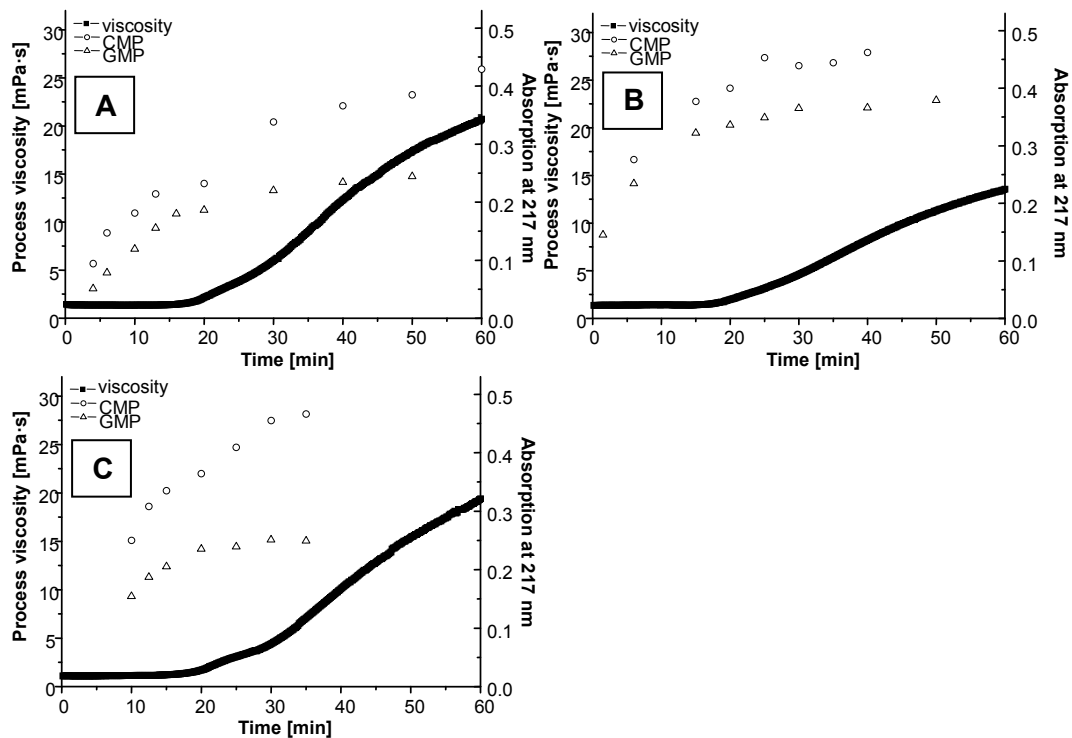 viscosity
CMP
GMP
A
Process viscosity [mPa·s]
30
25
20
15
10
5
0
Absorption at 217 nm
0.5
0.4
0.3
0.2
0.1
0.0
0 10 20 30 40 50 60
Time [min]
viscosity
CMP
GMP
B
Process viscosity [mPa·s]
30
25
20
15
10
5
0
Absorption at 217 nm
0.5
0.4
0.3
0.2
0.1
0.0
0 10 20 30 40 50 60
Time [min]
viscosity
CMP
GMP
C
Process viscosity [mPa·s]
30
25
20
15
10
5
0
Absorption at 217 nm
0.5
0.4
0.3
0.2
0.1
0.0
0 10 20 30 40 50 60
Time [min]